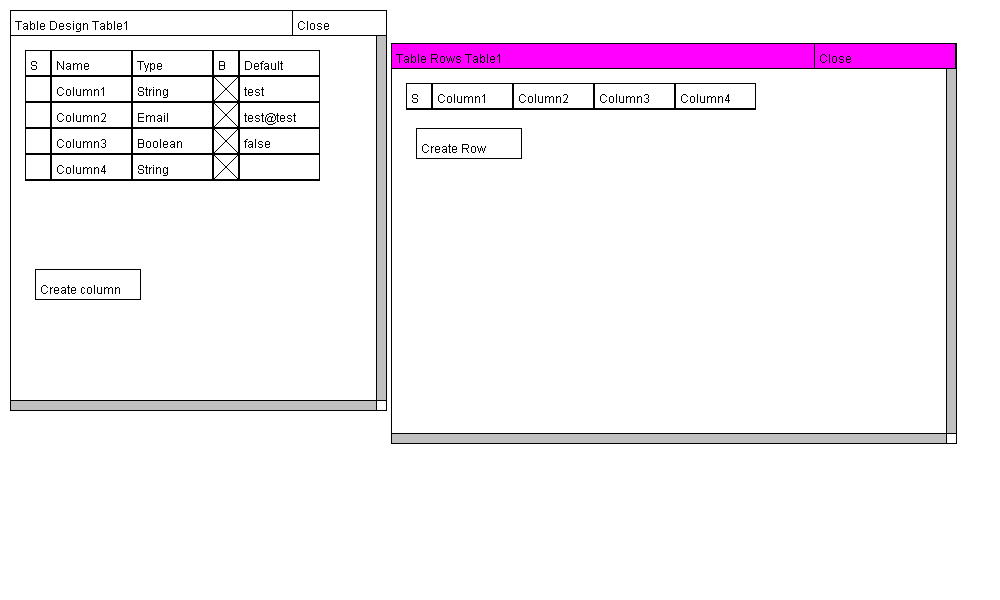 Table Design Table1 Close
S Name Type B Default
Column1 String test
Column2 Email test@test
Column3 Boolean false
Column4 String
Create column
Table Rows Table1 Close
S Column1 Column2 Column3 Column4
Create Row